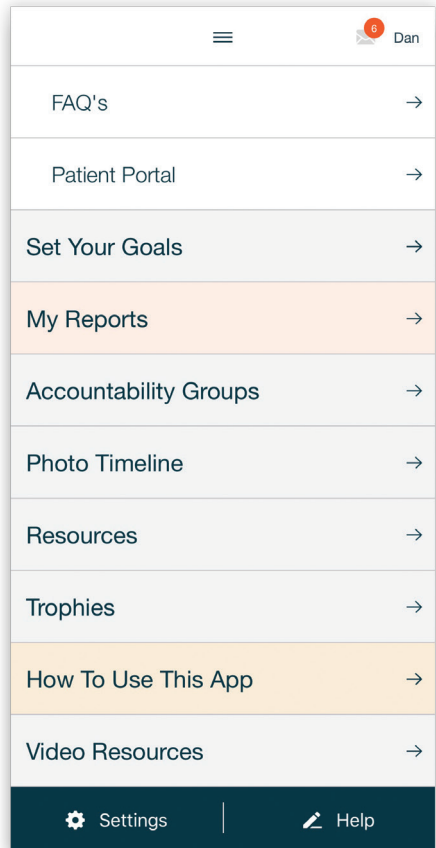 6
Dan
FAQ's
Patient Portal
Set Your Goals
My Reports
Accountability Groups
Photo Timeline
Resources
Trophies
How To Use This App
Video Resources
Settings
Help